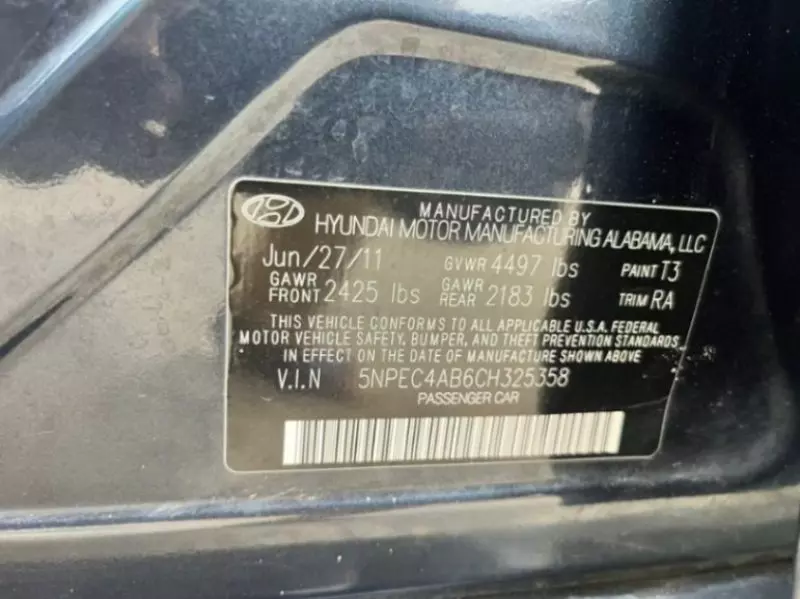 MANUFACTURED BY
HYUNDAI MOTOR MANUFACTURING ALABAMA, LLC
Jun/27/11 GVWR 4497 lbs PAINT T3
GAWR FRONT 2425 lbs GAWR REAR 2183 lbs TRIM RA
THIS VEHICLE CONFORMS TO ALL APPLICABLE U.S.A. FEDERAL
MOTOR VEHICLE SAFETY, BUMPER, AND THEFT PREVENTION STANDARDS
IN EFFECT ON THE DATE OF MANUFACTURE SHOWN ABOVE.
V.I.N 5NPEC4AB6CH325358
PASSENGER CAR